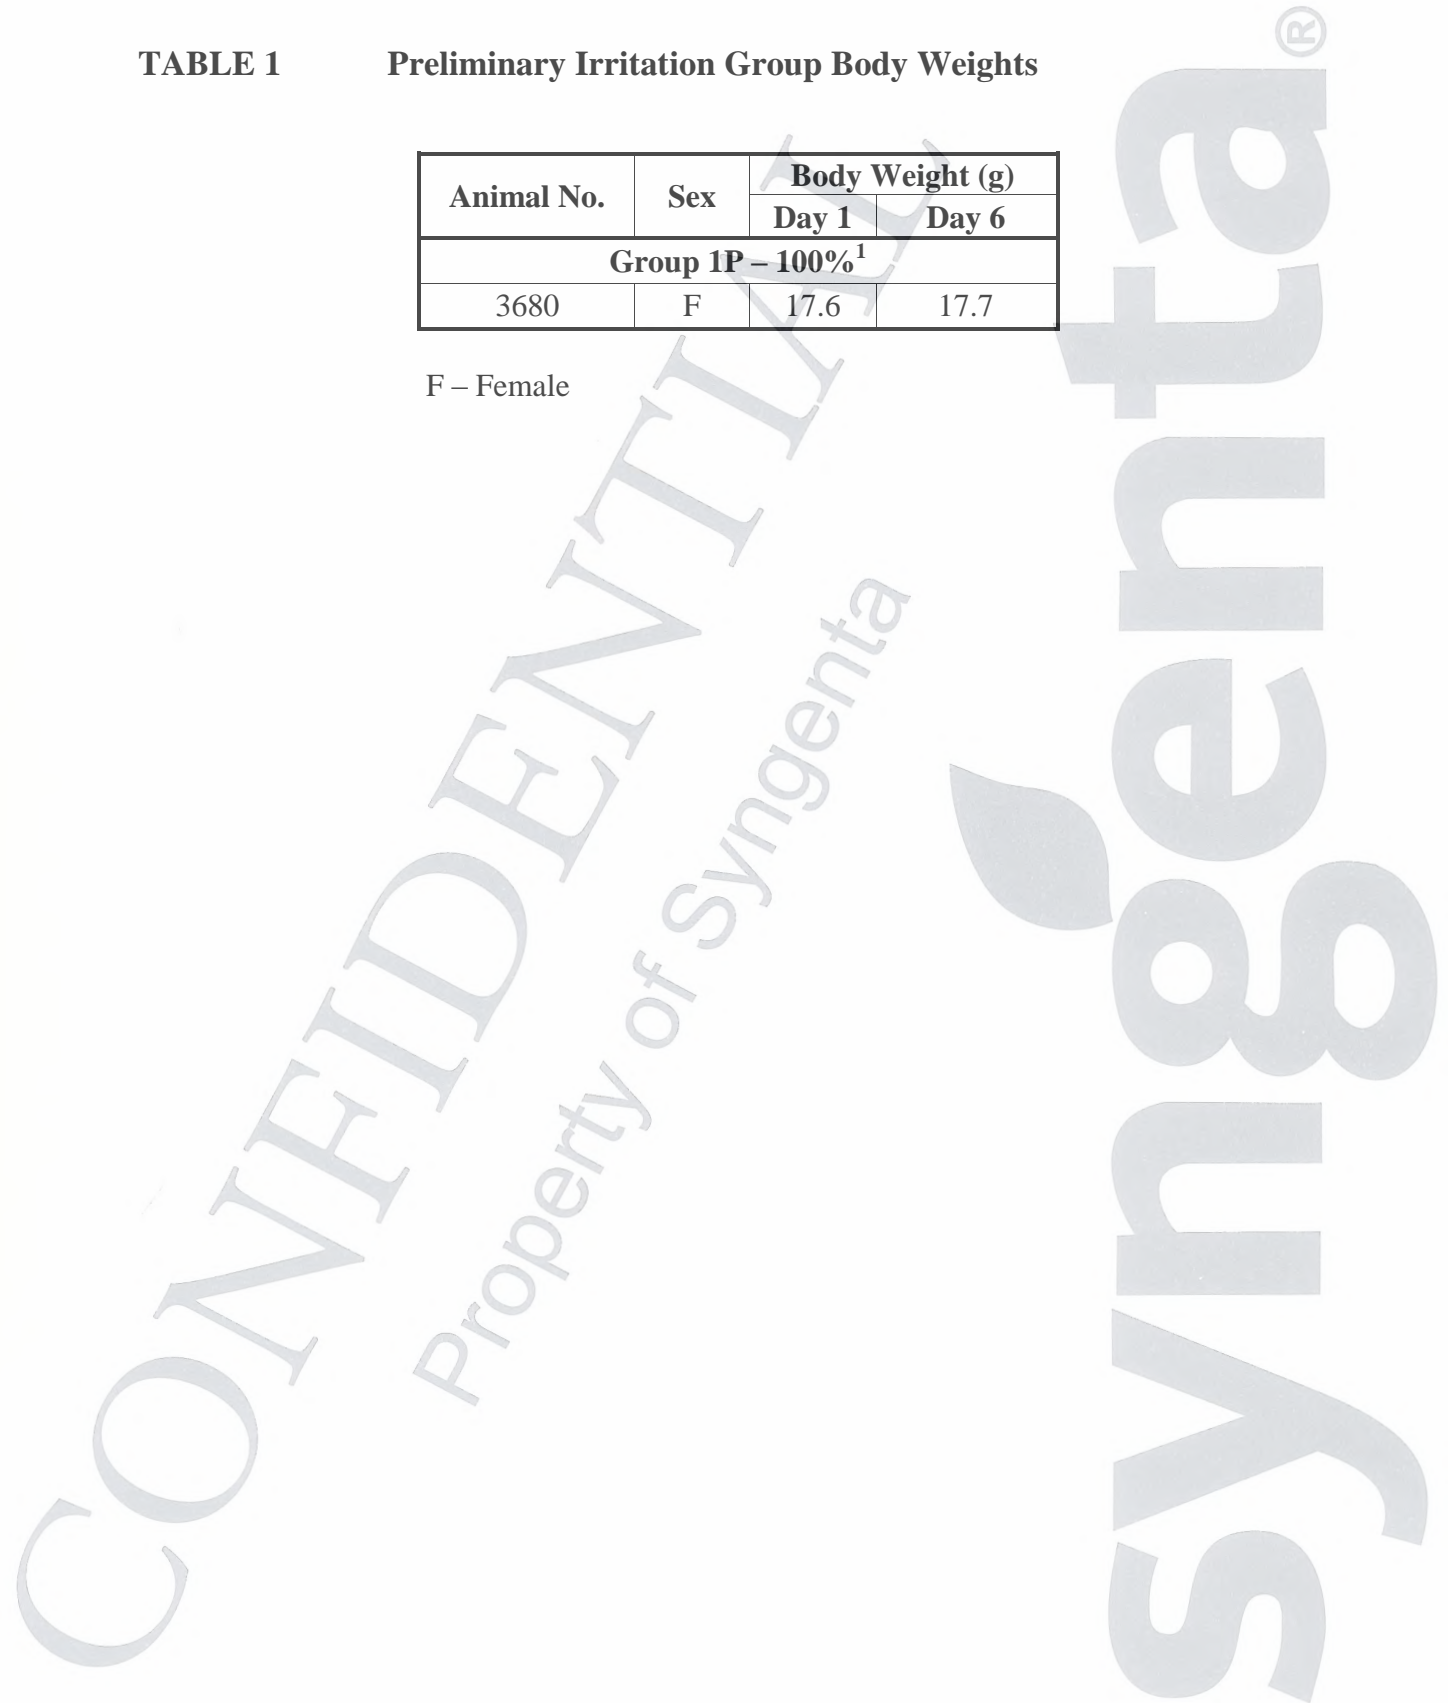 TABLE 1 Preliminary Irritation Group Body Weights
Animal No. Sex Body Weight (g)
Day 1 Day 6
Group 1P – 100%¹
3680 F 17.6 17.7
F – Female
CONFIDENTIAL
Property of Syngenta
syngenta®